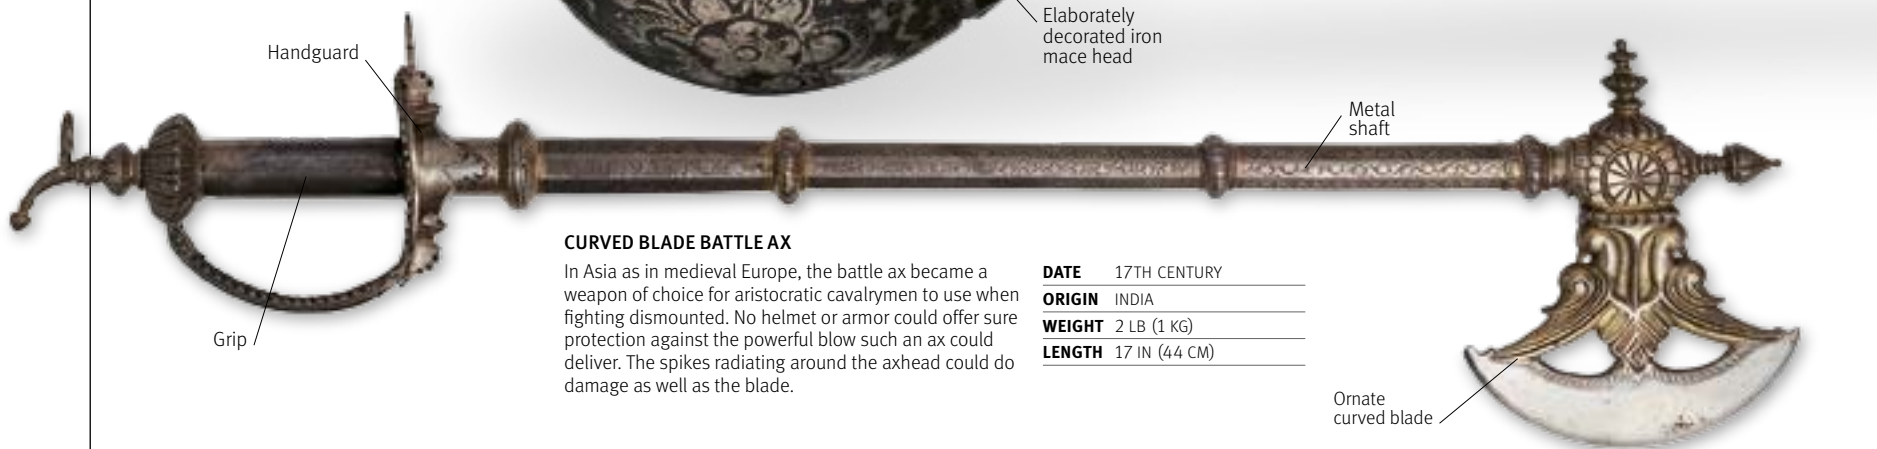 Elaborately
decorated iron
mace head
Handguard
Metal
shaft
CURVED BLADE BATTLE AX
In Asia as in medieval Europe, the battle ax became a
weapon of choice for aristocratic cavalrymen to use when
fighting dismounted. No helmet or armor could offer sure
protection against the powerful blow such an ax could
deliver. The spikes radiating around the axhead could do
damage as well as the blade.
DATE 17TH CENTURY
ORIGIN INDIA
WEIGHT 2 LB (1 KG)
LENGTH 17 IN (44 CM)
Grip
Ornate
curved blade